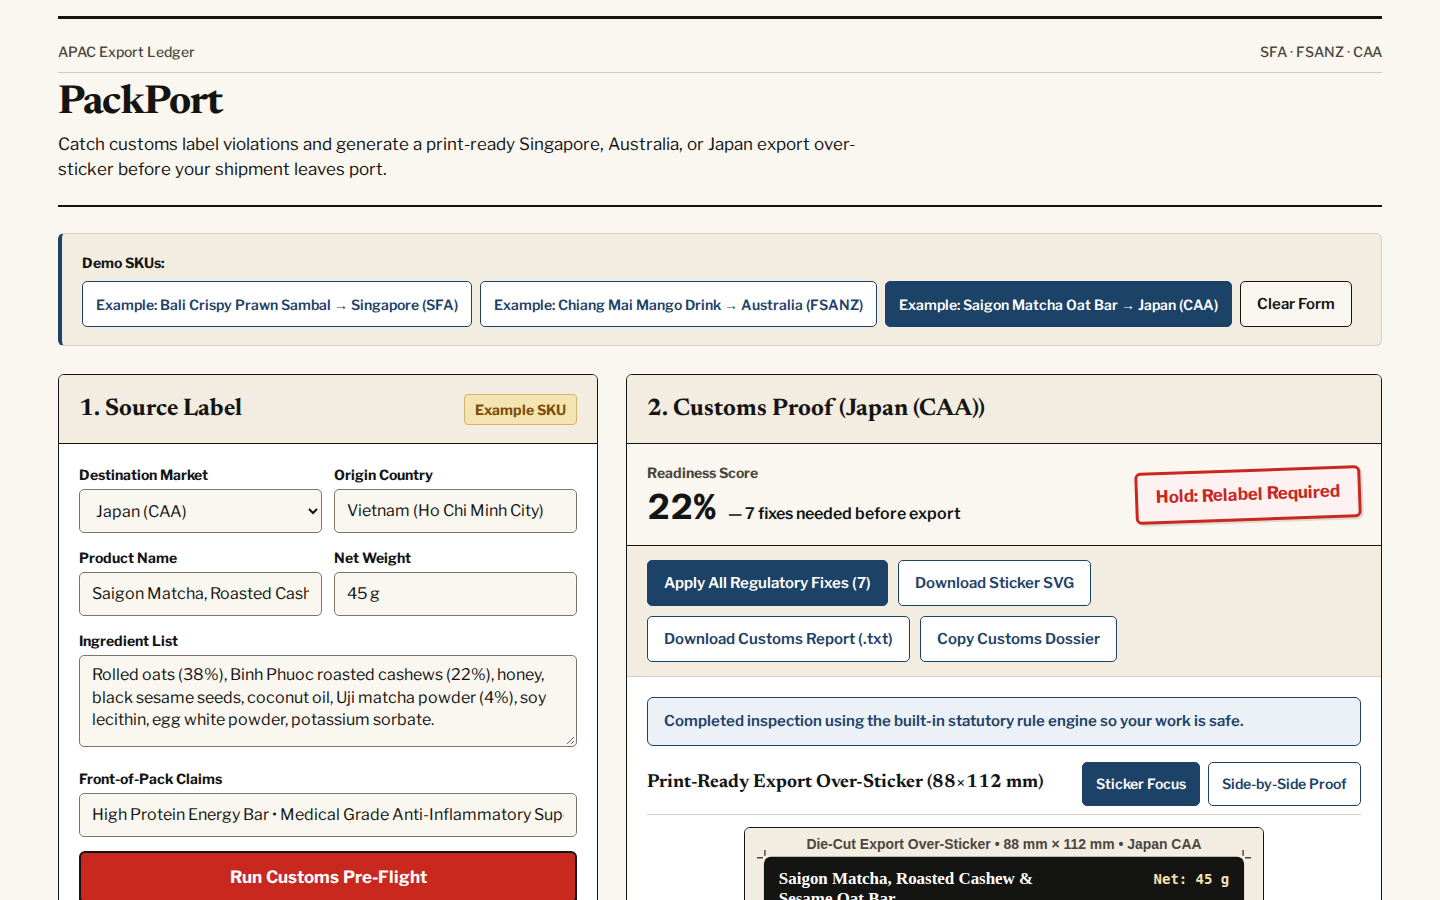 APAC Export Ledger
SFA · FSANZ · CAA
PackPort
Catch customs label violations and generate a print-ready Singapore, Australia, or Japan export over-
sticker before your shipment leaves port.
Demo SKUs:
Example: Bali Crispy Prawn Sambal → Singapore (SFA)
Example: Chiang Mai Mango Drink → Australia (FSANZ)
Example: Saigon Matcha Oat Bar → Japan (CAA)
Clear Form
1. Source Label
Example SKU
Destination Market
Origin Country
Japan (CAA)
Vietnam (Ho Chi Minh City)
Product Name
Net Weight
Saigon Matcha, Roasted Cash
45 g
Ingredient List
Rolled oats (38%), Binh Phuoc roasted cashews (22%), honey,
black sesame seeds, coconut oil, Uji matcha powder (4%), soy
lecithin, egg white powder, potassium sorbate.
Front-of-Pack Claims
High Protein Energy Bar • Medical Grade Anti-Inflammatory Sup
Run Customs Pre-Flight
2. Customs Proof (Japan (CAA))
Readiness Score
22% — 7 fixes needed before export
Hold: Relabel Required
Apply All Regulatory Fixes (7)
Download Sticker SVG
Download Customs Report (.txt)
Copy Customs Dossier
Completed inspection using the built-in statutory rule engine so your work is safe.
Print-Ready Export Over-Sticker (88×112 mm)
Sticker Focus
Side-by-Side Proof
Die-Cut Export Over-Sticker • 88 mm × 112 mm • Japan CAA
Saigon Matcha, Roasted Cashew &
Net: 45 g
Sesame Oat Bar